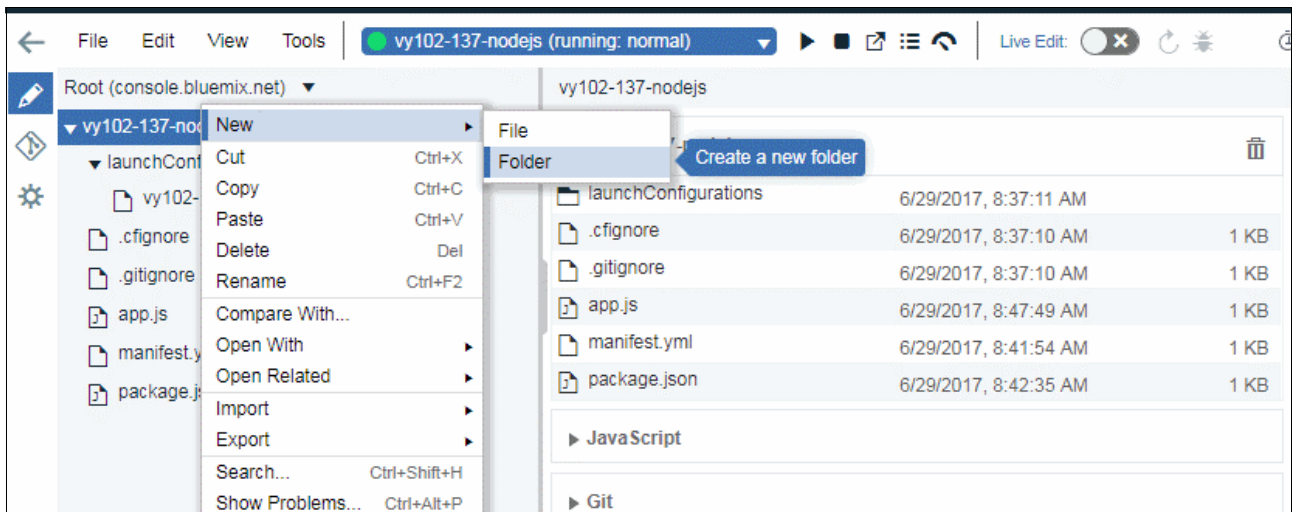 File Edit View Tools vy102-137-nodejs (running: normal) Live Edit:
Root (console.bluemix.net)
vy102-137-nodejs
vy102-137-no
launchConf
vy102-
.cfignore
.gitignore
app.js
manifest.y
package.js
New
Cut Ctrl+X
Copy Ctrl+C
Paste Ctrl+V
Delete Del
Rename Ctrl+F2
Compare With...
Open With
Open Related
Import
Export
Search... Ctrl+Shift+H
Show Problems... Ctrl+Alt+P
File
Folder
Create a new folder
launchConfigurations 6/29/2017, 8:37:11 AM
.cfignore 6/29/2017, 8:37:10 AM 1 KB
.gitignore 6/29/2017, 8:37:10 AM 1 KB
app.js 6/29/2017, 8:47:49 AM 1 KB
manifest.yml 6/29/2017, 8:41:54 AM 1 KB
package.json 6/29/2017, 8:42:35 AM 1 KB
JavaScript
Git